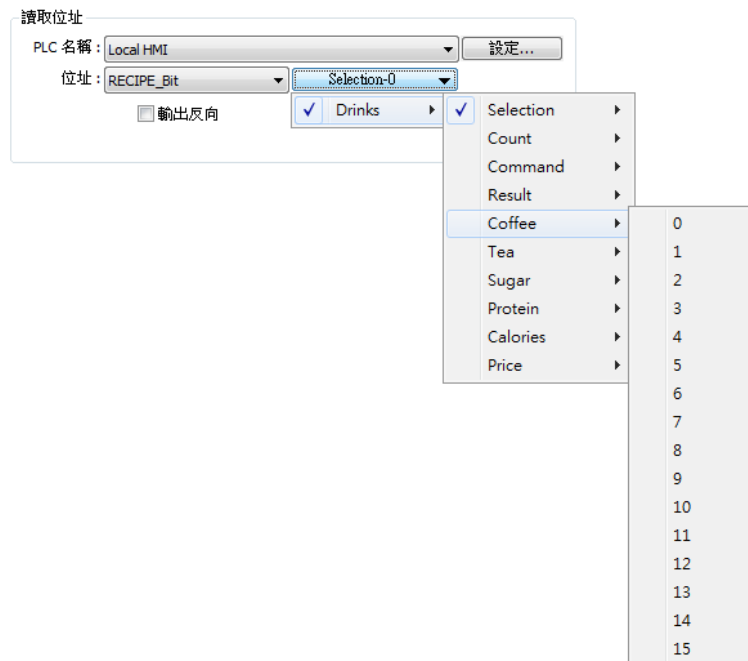 讀取位址
PLC 名稱 : Local HMI 設定...
位址 : RECIPE_Bit Selection-0
輸出反向
Drinks
Selection
Count
Command
Result
Coffee
Tea
Sugar
Protein
Calories
Price
0
1
2
3
4
5
6
7
8
9
10
11
12
13
14
15